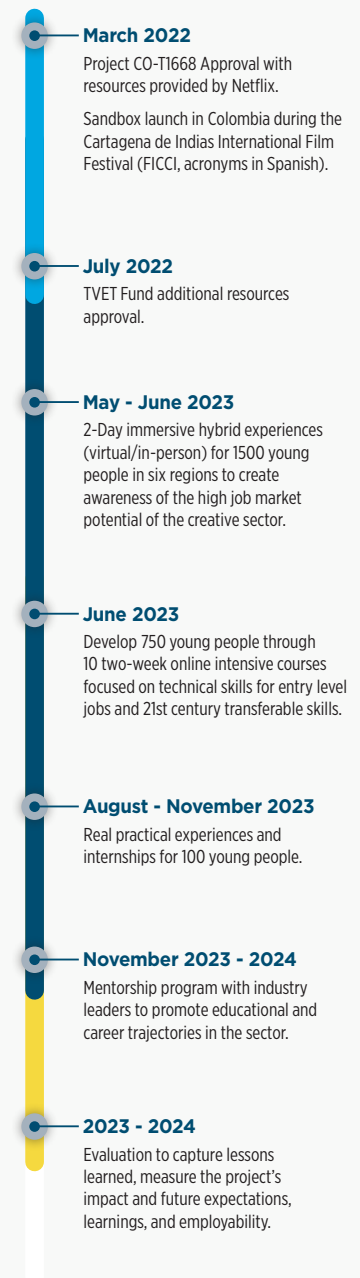 March 2022
Project CO-T1668 Approval with
resources provided by Netflix.
Sandbox launch in Colombia during the
Cartagena de Indias International Film
Festival (FICCI, acronyms in Spanish).
July 2022
TVET Fund additional resources
approval.
May - June 2023
2-Day immersive hybrid experiences
(virtual/in-person) for 1500 young
people in six regions to create
awareness of the high job market
potential of the creative sector.
June 2023
Develop 750 young people through
10 two-week online intensive courses
focused on technical skills for entry level
jobs and 21st century transferable skills.
August - November 2023
Real practical experiences and
internships for 100 young people.
November 2023 - 2024
Mentorship program with industry
leaders to promote educational and
career trajectories in the sector.
2023 - 2024
Evaluation to capture lessons
learned, measure the project's
impact and future expectations,
learnings, and employability.